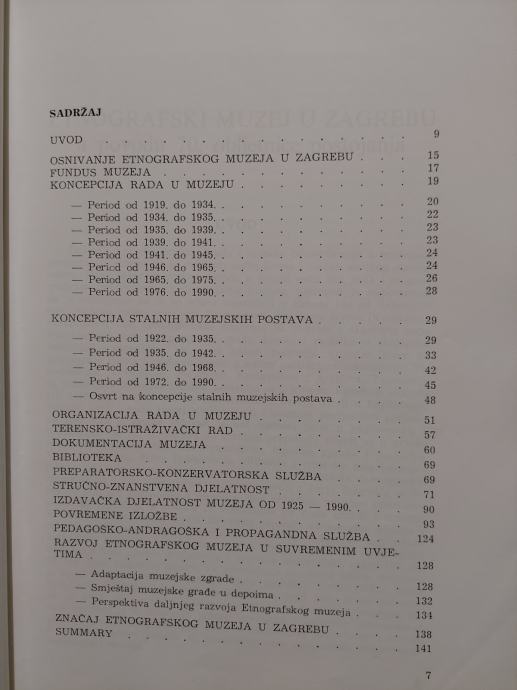 SADRŽAJ
UVOD . . . . . . . . . . . . . . . 9
OSNIVANJE ETNOGRAFSKOG MUZEJA U ZAGREBU . . . 15
FUNDUS MUZEJA . . . . . . . . . . . . 17
KONCEPCIJA RADA U MUZEJU . . . . . . . . 19
— Period od 1919. do 1934. . . . . . . . . . 20
— Period od 1934. do 1935. . . . . . . . . . 22
— Period od 1935. do 1939. . . . . . . . . . 23
— Period od 1939. do 1941. . . . . . . . . . 23
— Period od 1941. do 1945. . . . . . . . . . 24
— Period od 1946. do 1965. . . . . . . . . . 24
— Period od 1965. do 1975. . . . . . . . . . 26
— Period od 1976. do 1990. . . . . . . . . . 28
KONCEPCIJA STALNIH MUZEJSKIH POSTAVA . . . . . 29
— Period od 1922. do 1935. . . . . . . . . . 29
— Period od 1935. do 1942. . . . . . . . . . 33
— Period od 1946. do 1968. . . . . . . . . . 42
— Period od 1972. do 1990. . . . . . . . . . 45
— Osvrt na koncepcije stalnih muzejskih postava . . . . 48
ORGANIZACIJA RADA U MUZEJU . . . . . . . 51
TERENSKO-ISTRAŽIVAČKI RAD . . . . . . . . 57
DOKUMENTACIJA MUZEJA . . . . . . . . . 60
BIBLIOTEKA . . . . . . . . . . . . . 69
PREPARATORSKO-KONZERVATORSKA SLUŽBA . . . . 69
STRUČNO-ZNANSTVENA DJELATNOST . . . . . . 71
IZDAVAČKA DJELATNOST MUZEJA OD 1925 — 1990. . . . 90
POVREMENE IZLOŽBE . . . . . . . . . . 93
PEDAGOŠKO-ANDRAGOŠKA I PROPAGANDNA SLUŽBA . . 124
RAZVOJ ETNOGRAFSKOG MUZEJA U SUVREMENIM UVJE-
TIMA . . . . . . . . . . . . . . . 128
— Adaptacija muzejske zgrade . . . . . . . . 128
— Smještaj muzejske građe u depoima . . . . . . 132
— Perspektiva daljnjeg razvoja Etnografskog muzeja . . . 134
ZNAČAJ ETNOGRAFSKOG MUZEJA U ZAGREBU . . . . 138
SUMMARY . . . . . . . . . . . . . . 141
7